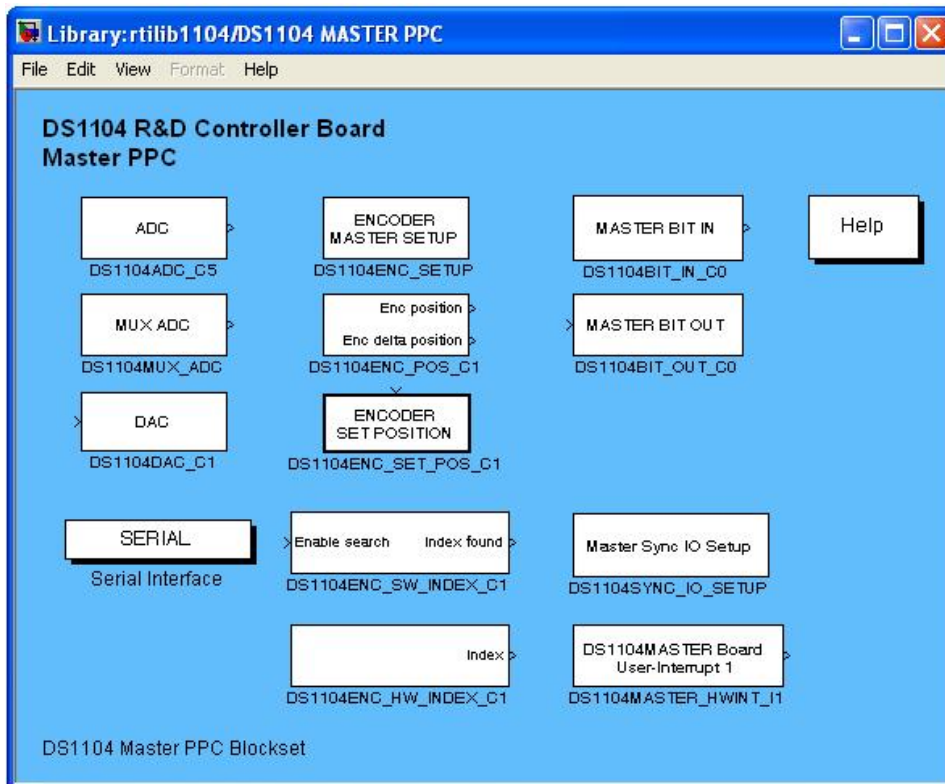 Library:rtilib1104/DS1104 MASTER PPC
File Edit View Format Help
DS1104 R&D Controller Board
Master PPC
ADC
DS1104ADC_C5
ENCODER
MASTER SETUP
DS1104ENC_SETUP
MASTER BIT IN
DS1104BIT_IN_C0
Help
MUX ADC
DS1104MUX_ADC
Enc position
Enc delta position
DS1104ENC_POS_C1
MASTER BIT OUT
DS1104BIT_OUT_C0
DAC
DS1104DAC_C1
ENCODER
SET POSITION
DS1104ENC_SET_POS_C1
SERIAL
Serial Interface
Enable search Index found
DS1104ENC_SW_INDEX_C1
Master Sync IO Setup
DS1104SYNC_IO_SETUP
Index
DS1104ENC_HW_INDEX_C1
DS1104MASTER Board
User-Interrupt 1
DS1104MASTER_HWINT_I1
DS1104 Master PPC Blockset